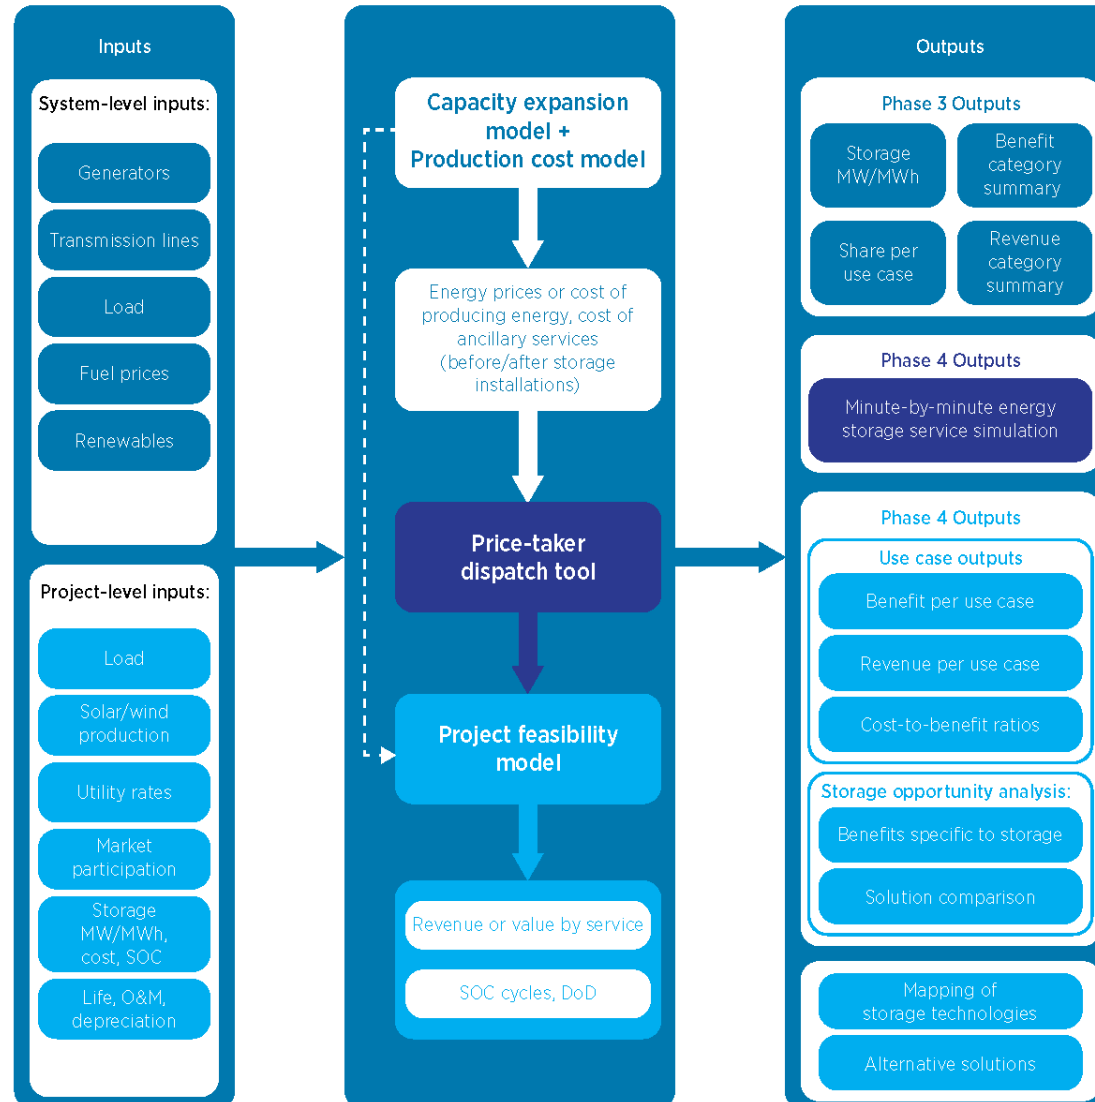 Inputs
System-level inputs:
Generators
Transmission lines
Load
Fuel prices
Renewables
Project-level inputs:
Load
Solar/wind
production
Utility rates
Market
participation
Storage
MW/MWh,
cost, SOC
Life, O&M,
depreciation
Capacity expansion
model +
Production cost model
Energy prices or cost of
producing energy, cost of
ancillary services
(before/after storage
installations)
Price-taker
dispatch tool
Project feasibility
model
Revenue or value by service
SOC cycles, DoD
Outputs
Phase 3 Outputs
Storage
MW/MWh
Benefit
category
summary
Share per
use case
Revenue
category
summary
Phase 4 Outputs
Minute-by-minute energy
storage service simulation
Phase 4 Outputs
Use case outputs
Benefit per use case
Revenue per use case
Cost-to-benefit ratios
Storage opportunity analysis:
Benefits specific to storage
Solution comparison
Mapping of
storage technologies
Alternative solutions